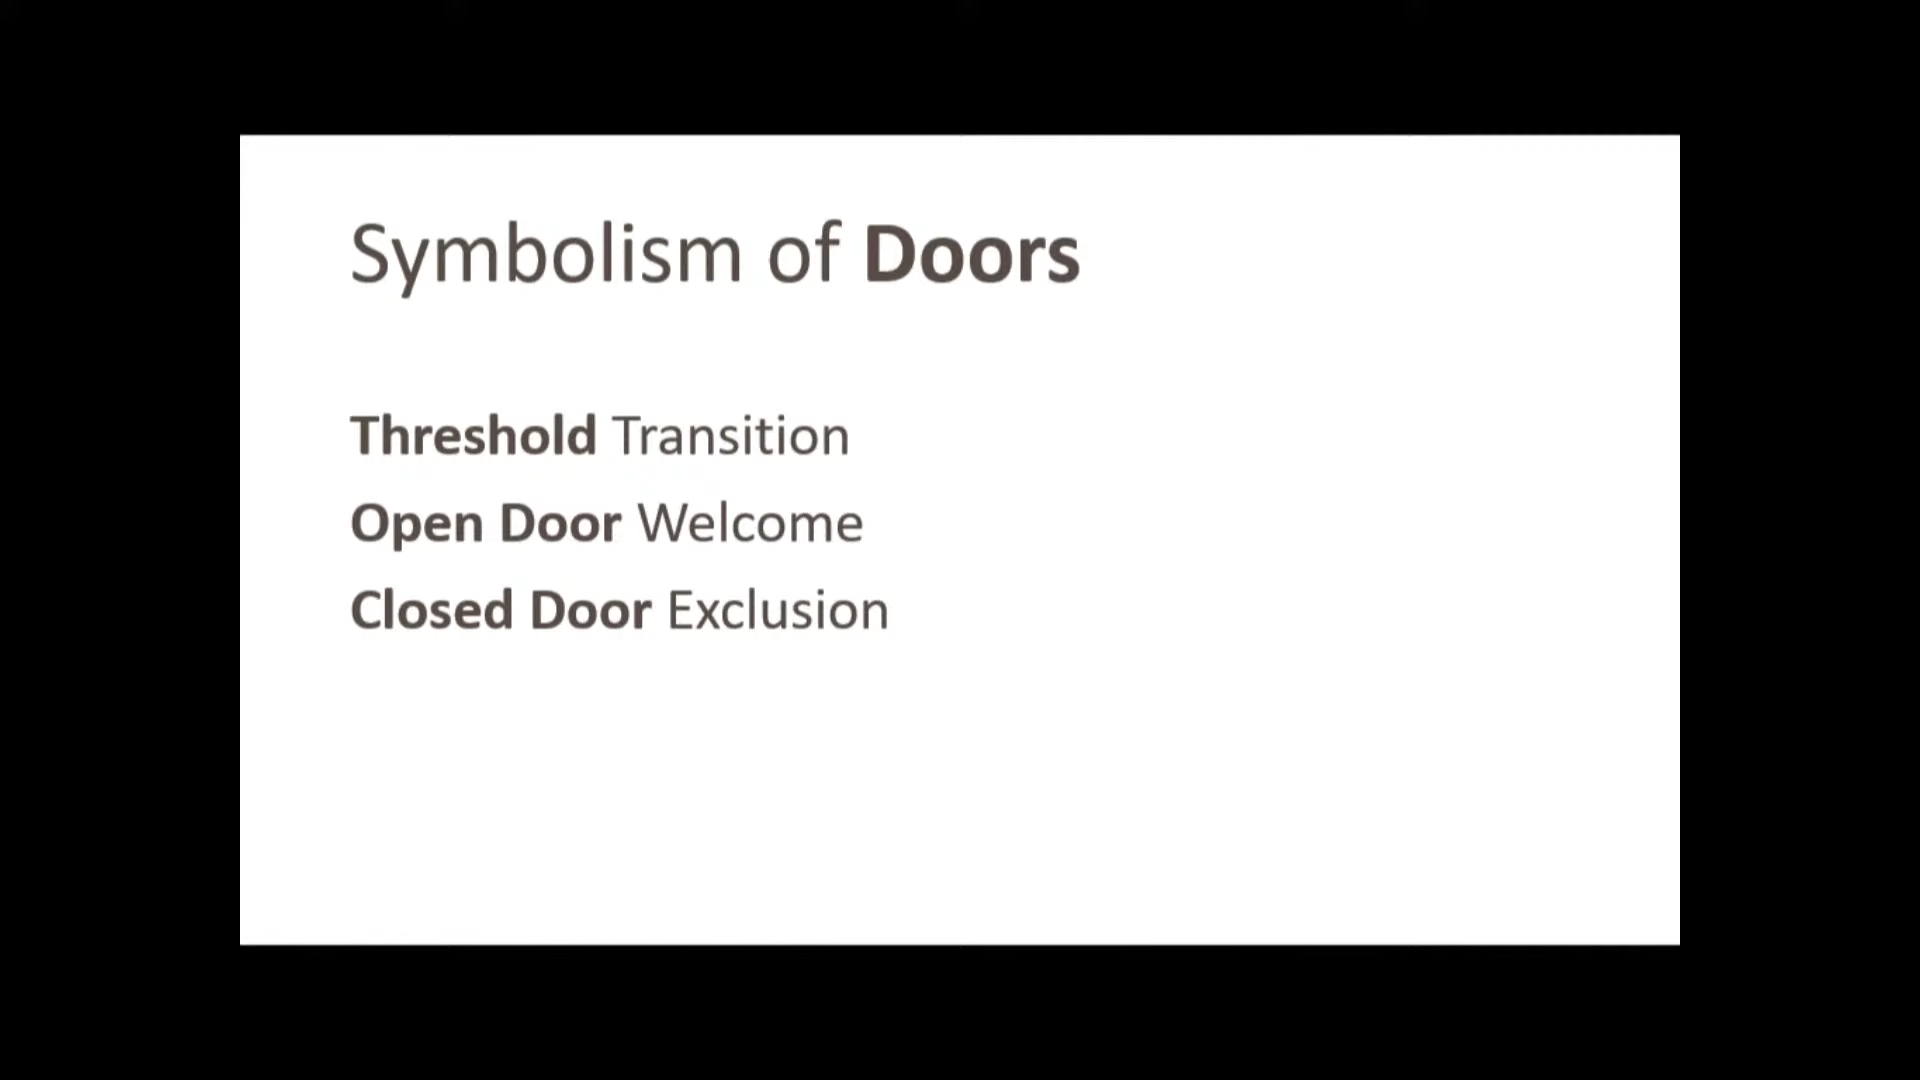 Symbolism of Doors
Threshold Transition
Open Door Welcome
Closed Door Exclusion